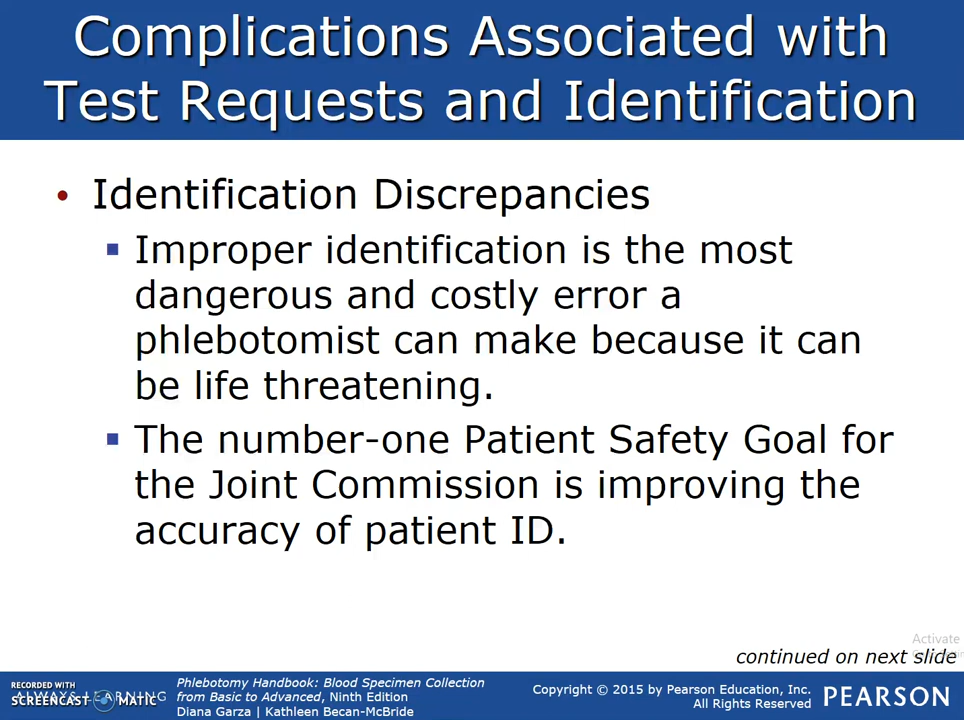 Complications Associated with
Test Requests and Identification
• Identification Discrepancies
▪ Improper identification is the most
dangerous and costly error a
phlebotomist can make because it can
be life threatening.
▪ The number-one Patient Safety Goal for
the Joint Commission is improving the
accuracy of patient ID.
Activate
continued on next slide
RECORDED WITH
SCREENCAST MATIC
ALWAYS LEARNING
Phlebotomy Handbook: Blood Specimen Collection
from Basic to Advanced, Ninth Edition
Diana Garza | Kathleen Becan-McBride
Copyright © 2015 by Pearson Education, Inc.
All Rights Reserved
PEARSON